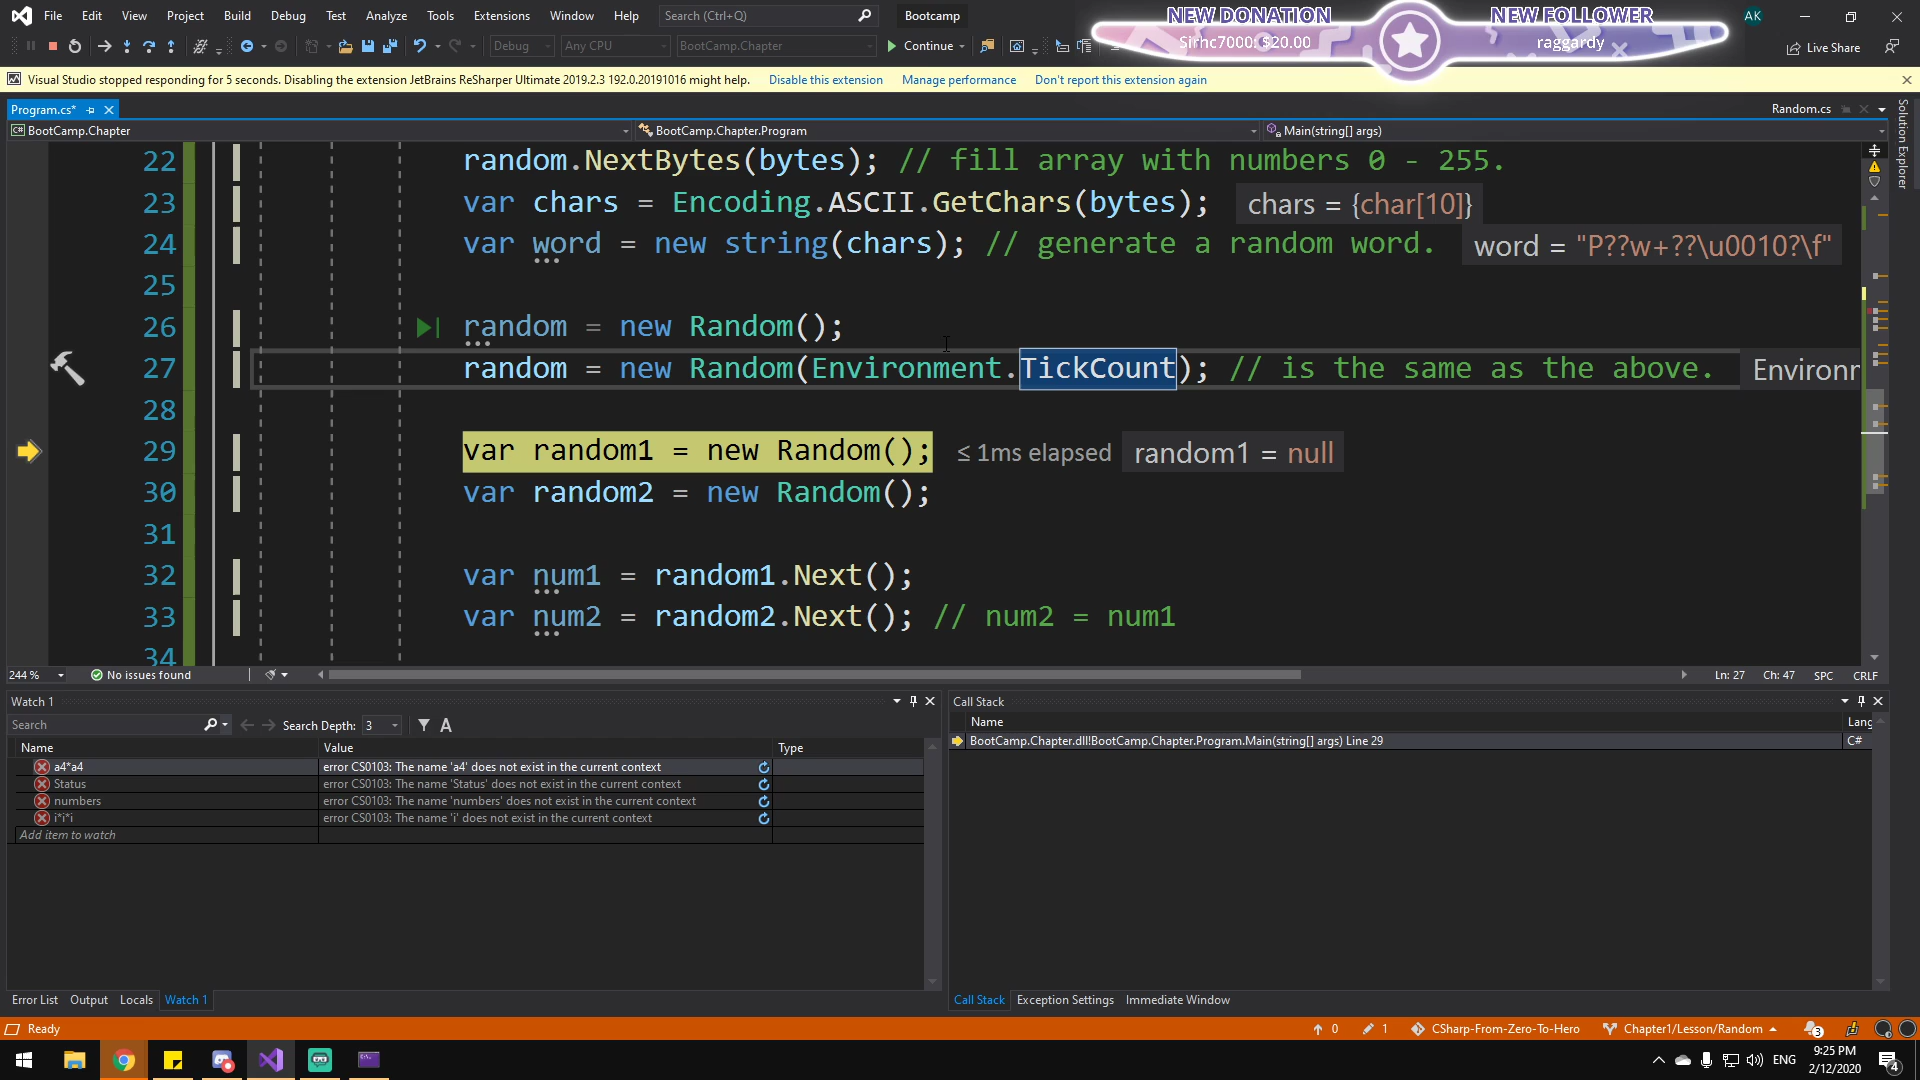 File Edit View Project Build Debug Test Analyze Tools Extensions Window Help Search (Ctrl+Q) Bootcamp AK
NEW DONATION NEW FOLLOWER
Sirhc7000: $20.00 raggardy
Debug Any CPU BootCamp.Chapter Continue Live Share
Visual Studio stopped responding for 5 seconds. Disabling the extension JetBrains ReSharper Ultimate 2019.2.3 192.0.20191016 might help. Disable this extension Manage performance Don't report this extension again
Program.cs* Random.cs
BootCamp.Chapter BootCamp.Chapter.Program Main(string[] args)
Solution Explorer
22 random.NextBytes(bytes); // fill array with numbers 0 - 255.
23 var chars = Encoding.ASCII.GetChars(bytes); chars = {char[10]}
24 var word = new string(chars); // generate a random word. word = "P??w+??\u0010?\f"
25
26 random = new Random();
27 random = new Random(Environment.TickCount); // is the same as the above.
28
29 var random1 = new Random(); ≤ 1ms elapsed random1 = null
30 var random2 = new Random();
31
32 var num1 = random1.Next();
33 var num2 = random2.Next(); // num2 = num1
34
244 % No issues found Ln: 27 Ch: 47 SPC CRLF
Watch 1
Search Search Depth: 3 A
Name Value Type
a4*a4 error CS0103: The name 'a4' does not exist in the current context
Status error CS0103: The name 'Status' does not exist in the current context
numbers error CS0103: The name 'numbers' does not exist in the current context
i*i*i error CS0103: The name 'i' does not exist in the current context
Add item to watch
Call Stack
Name Lang
BootCamp.Chapter.dll!BootCamp.Chapter.Program.Main(string[] args) Line 29 C#
Error List Output Locals Watch 1
Call Stack Exception Settings Immediate Window
Ready 0 1 CSharp-From-Zero-To-Hero Chapter1/Lesson/Random 3
ENG 9:25 PM
2/12/2020 4